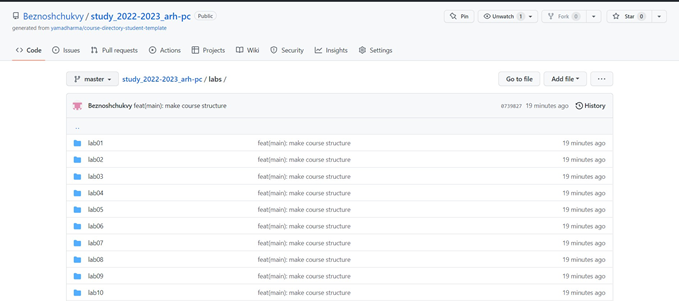 Beznoshchukvy / study_2022-2023_arh-pc Public
Pin Unwatch 1 Fork 0 Star 0
generated from yamadharma/course-directory-student-template
Code Issues Pull requests Actions Projects Wiki Security Insights Settings
master study_2022-2023_arh-pc / labs / Go to file Add file ...
Beznoshchukvy feat(main): make course structure 0739827 19 minutes ago History
..
lab01 feat(main): make course structure 19 minutes ago
lab02 feat(main): make course structure 19 minutes ago
lab03 feat(main): make course structure 19 minutes ago
lab04 feat(main): make course structure 19 minutes ago
lab05 feat(main): make course structure 19 minutes ago
lab06 feat(main): make course structure 19 minutes ago
lab07 feat(main): make course structure 19 minutes ago
lab08 feat(main): make course structure 19 minutes ago
lab09 feat(main): make course structure 19 minutes ago
lab10 feat(main): make course structure 19 minutes ago